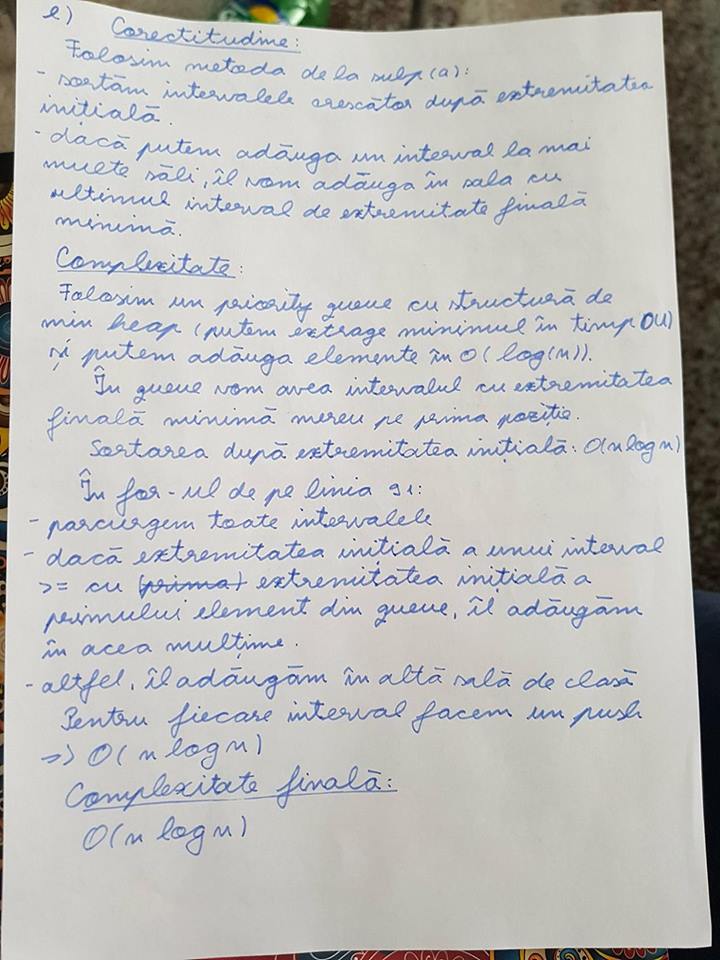 e) Corectitudine:
Folosim metoda de la subp(a):
- sortăm intervalele crescător după extremitatea
inițială.
- dacă putem adăuga un interval la mai
multe săli, îl vom adăuga în sala cu
ultimul interval de extremitate finală
minimă.
Complexitate:
Folosim un priority queue cu structură de
min heap (putem extrage minimul în timp O(1)
și putem adăuga elemente în O(log(n)).
În queue vom avea intervalul cu extremitatea
finală minimă mereu pe prima poziție.
Sortarea după extremitatea inițială: O(n log n)
În for-ul de pe linia 91:
- parcurgem toate intervalele
- dacă extremitatea inițială a unui interval
>= cu (prima) extremitatea inițială a
primului element din queue, îl adăugăm
în acea mulțime.
- altfel, îl adăugăm în altă sală de clasă
Pentru fiecare interval facem un push
=> O(n log n)
Complexitate finală:
O(n log n)